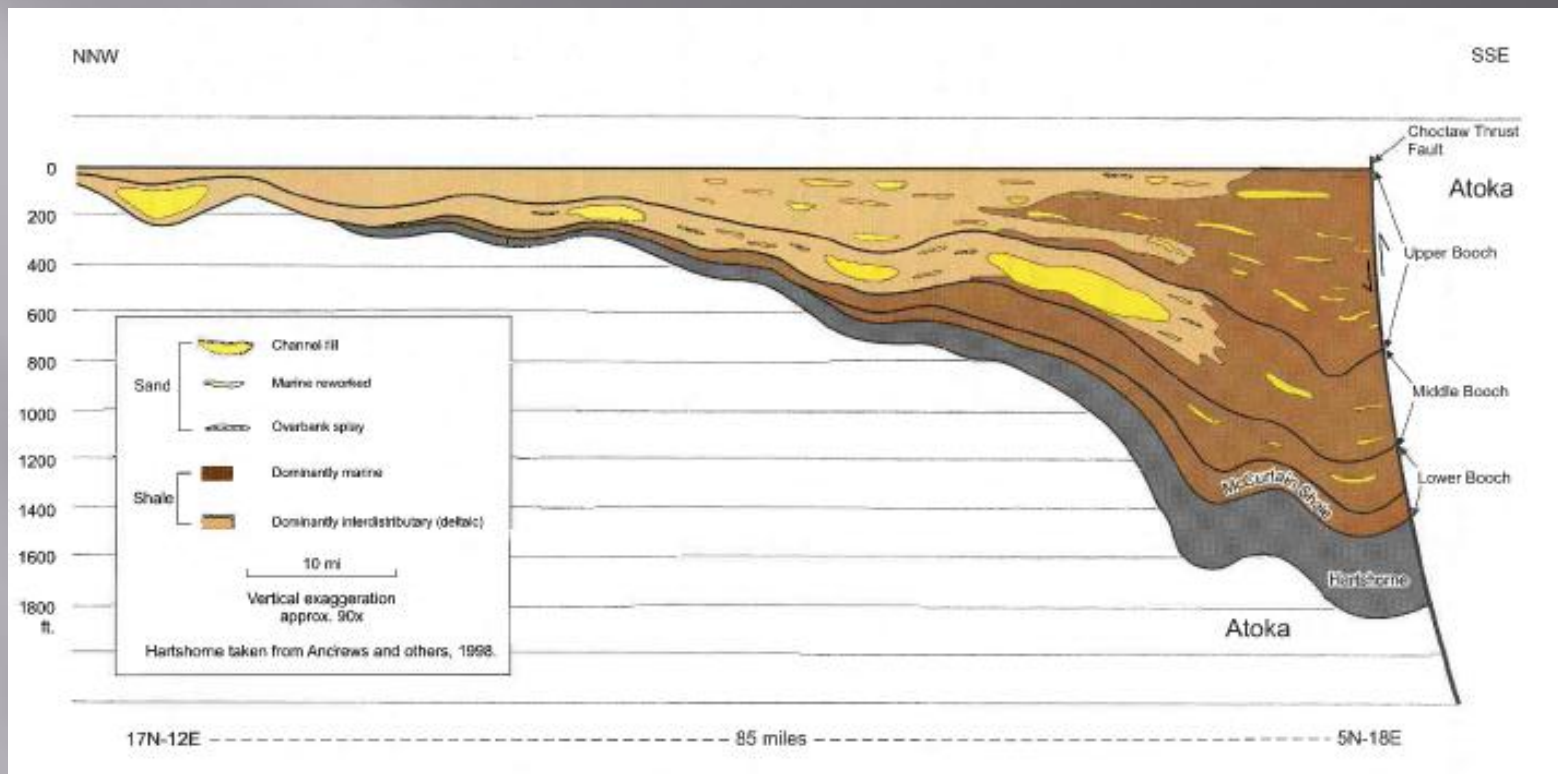 NNW
SSE
Choctaw Thrust
Fault
Atoka
0
200
400
600
800
1000
1200
1400
1600
1800
ft.
Upper Booch
Middle Booch
Lower Booch
McCurtain Shale
Hartshorne
Atoka
Sand
Channel fill
Marine reworked
Overbank splay
Shale
Dominantly marine
Dominantly interdistributary (deltaic)
10 mi
Vertical exaggeration
approx. 90x
Hartshorne taken from Andrews and others, 1998.
17N-12E
85 miles
5N-18E